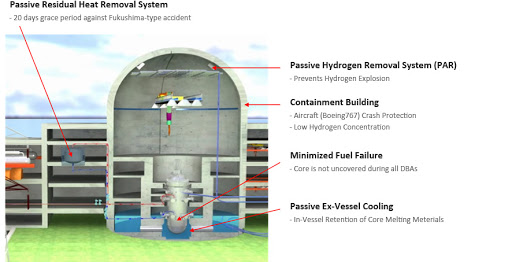 Passive Residual Heat Removal System
- 20 days grace period against Fukushima-type accident
Passive Hydrogen Removal System (PAR)
- Prevents Hydrogen Explosion
Containment Building
- Aircraft (Boeing767) Crash Protection
- Low Hydrogen Concentration
Minimized Fuel Failure
- Core is not uncovered during all DBAs
Passive Ex-Vessel Cooling
- In-Vessel Retention of Core Melting Meterials